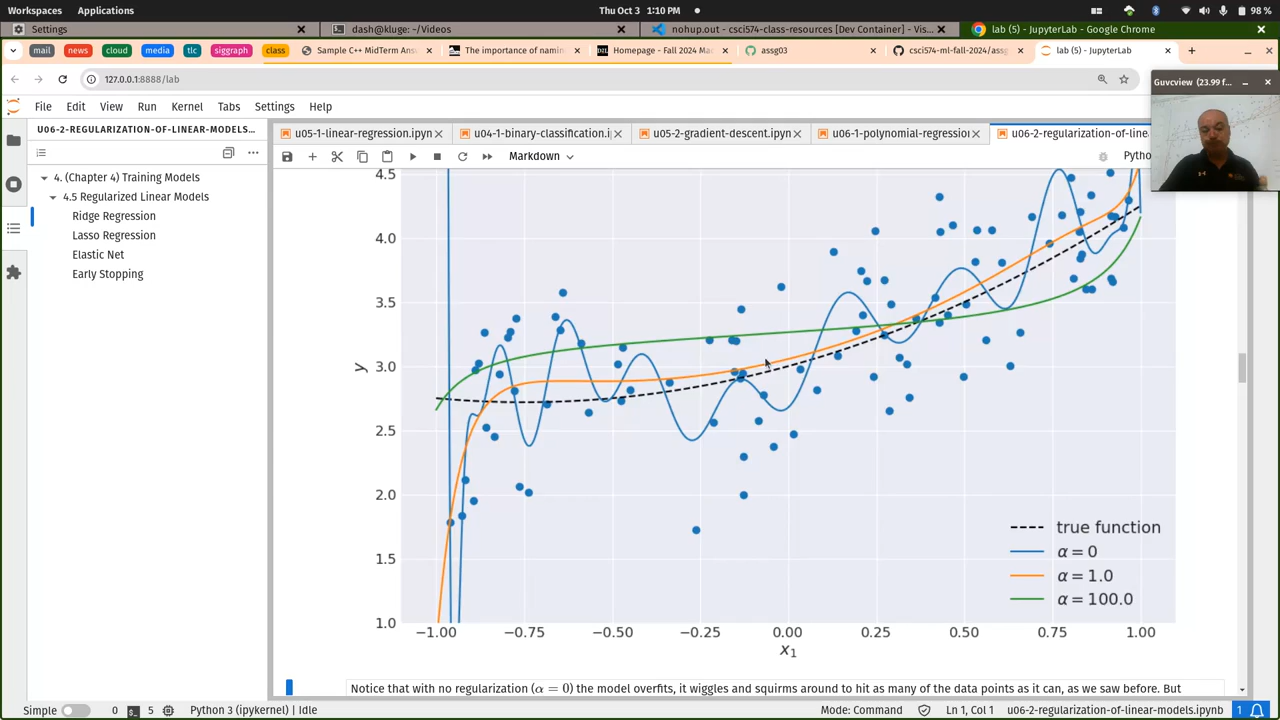 Workspaces Applications Thu Oct 3 1:10 PM 98 %
Settings dash@kluge: ~/Videos nohup.out - csci574-class-resources [Dev Container] - Vis... lab (5) - JupyterLab - Google Chrome
mail news cloud media tlc siggraph class Sample C++ MidTerm Ans The importance of namin Homepage - Fall 2024 Mac assg03 csci574-ml-fall-2024/assg lab (5) - JupyterLab
127.0.0.1:8888/lab
Guvcview (23.99 f...
File Edit View Run Kernel Tabs Settings Help
U06-2-REGULARIZATION-OF-LINEAR-MODELS...
u05-1-linear-regression.ipyn u04-1-binary-classification.i u05-2-gradient-descent.ipyn u06-1-polynomial-regression u06-2-regularization-of-line
Markdown Pytho
4. (Chapter 4) Training Models
4.5 Regularized Linear Models
Ridge Regression
Lasso Regression
Elastic Net
Early Stopping
4.5
4.0
3.5
3.0
2.5
2.0
1.5
1.0
y
true function
α = 0
α = 1.0
α = 100.0
−1.00 −0.75 −0.50 −0.25 0.00 0.25 0.50 0.75 1.00
x₁
Notice that with no regularization (α = 0) the model overfits, it wiggles and squirms around to hit as many of the data points as it can, as we saw before. But
Simple 0 5 Python 3 (ipykernel) | Idle Mode: Command Ln 1, Col 1 u06-2-regularization-of-linear-models.ipynb 1